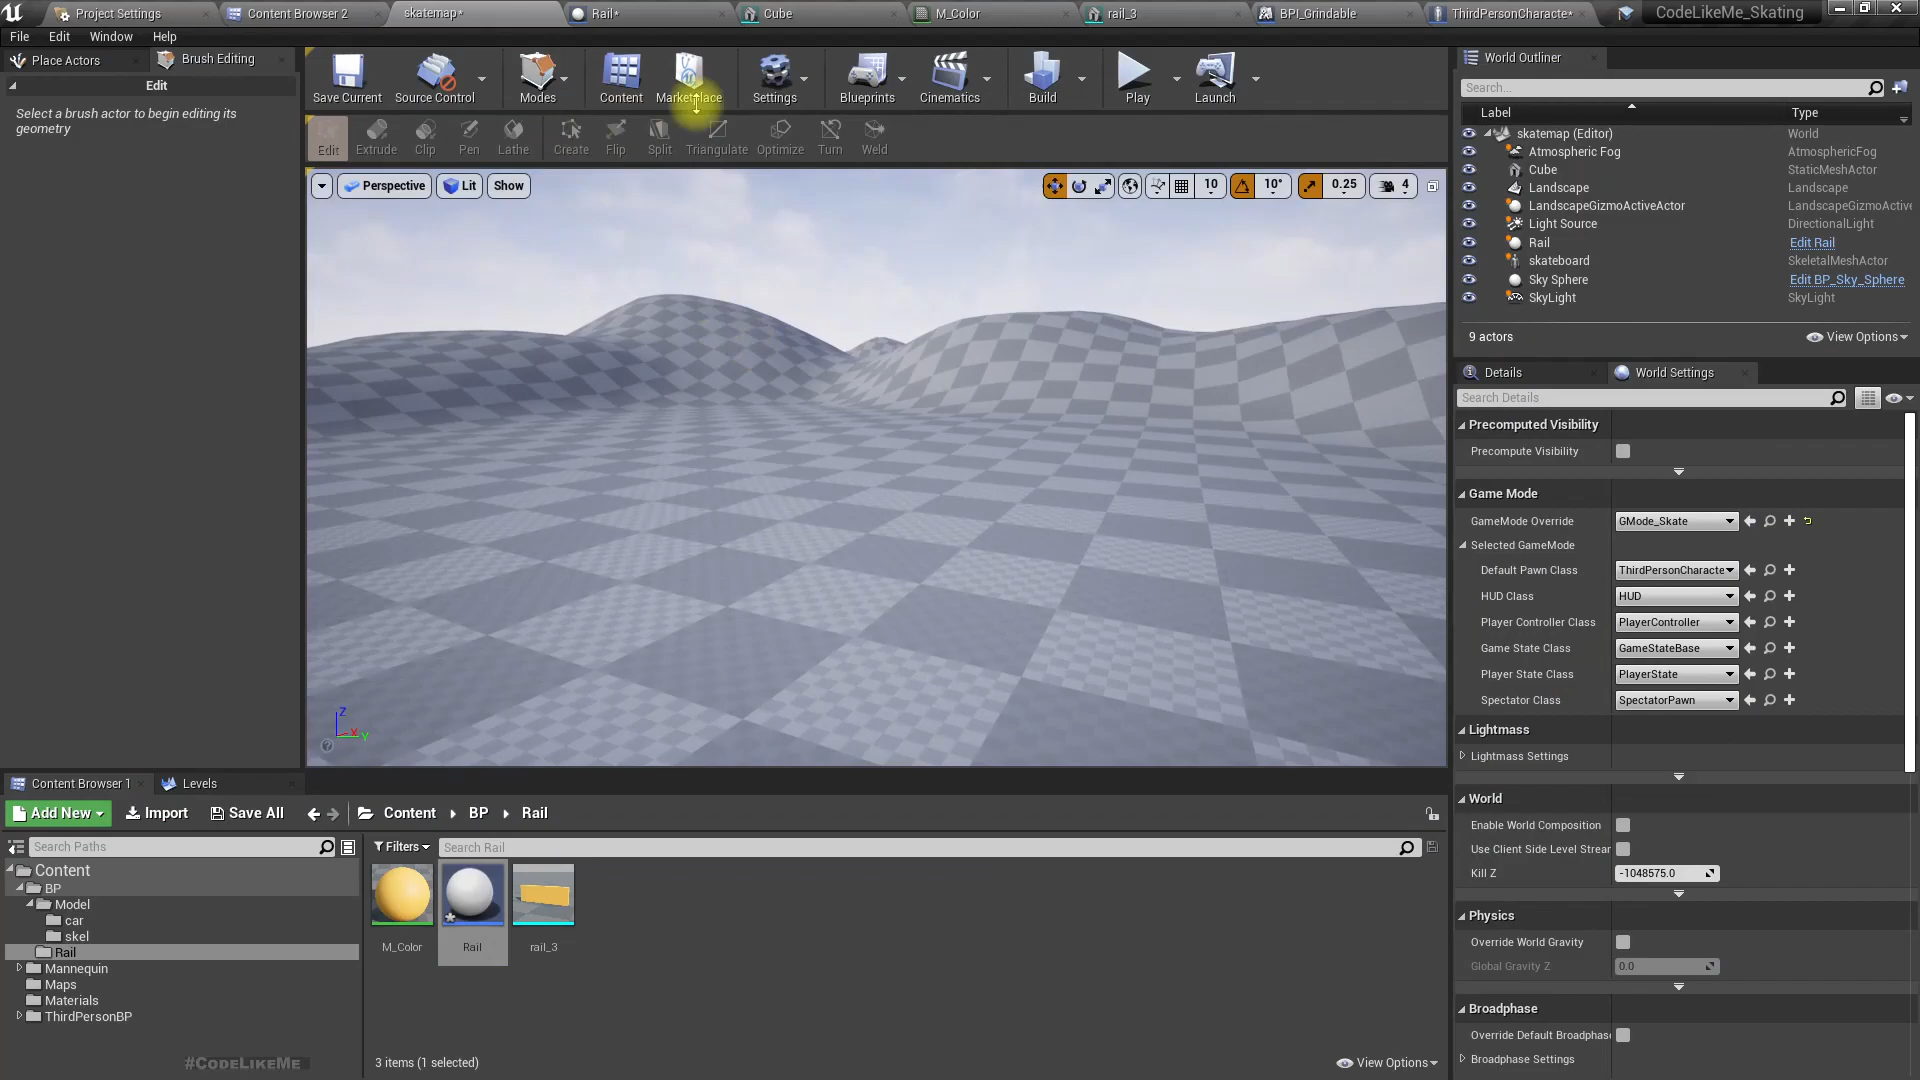 Project Settings
Content Browser 2
skatemap*
Rail*
Cube
M_Color
rail_3
BPI_Grindable
ThirdPersonCharacte*
CodeLikeMe_Skating
File Edit Window Help
Place Actors
Brush Editing
Edit
Select a brush actor to begin editing its
geometry
Save Current
Source Control
Modes
Content
Marketplace
Settings
Blueprints
Cinematics
Build
Play
Launch
Edit
Extrude
Clip
Pen
Lathe
Create
Flip
Split
Triangulate
Optimize
Turn
Weld
Perspective
Lit
Show
10
10°
0.25
4
Z
X
Y
World Outliner
Search...
Label
Type
skatemap (Editor) World
Atmospheric Fog AtmosphericFog
Cube StaticMeshActor
Landscape Landscape
LandscapeGizmoActiveActor LandscapeGizmoActive
Light Source DirectionalLight
Rail Edit Rail
skateboard SkeletalMeshActor
Sky Sphere Edit BP_Sky_Sphere
SkyLight SkyLight
9 actors
View Options
Details
World Settings
Search Details
Precomputed Visibility
Precompute Visibility
Game Mode
GameMode Override GMode_Skate
Selected GameMode
Default Pawn Class ThirdPersonCharacte
HUD Class HUD
Player Controller Class PlayerController
Game State Class GameStateBase
Player State Class PlayerState
Spectator Class SpectatorPawn
Lightmass
Lightmass Settings
World
Enable World Composition
Use Client Side Level Strear
Kill Z -1048575.0
Physics
Override World Gravity
Global Gravity Z 0.0
Broadphase
Override Default Broadphase
Broadphase Settings
Content Browser 1
Levels
Add New
Import
Save All
Content
BP
Rail
Search Paths
Filters
Search Rail
Content
BP
Model
car
skel
Rail
Mannequin
Maps
Materials
ThirdPersonBP
M_Color
Rail
rail_3
#CodeLikeMe
3 items (1 selected)
View Options